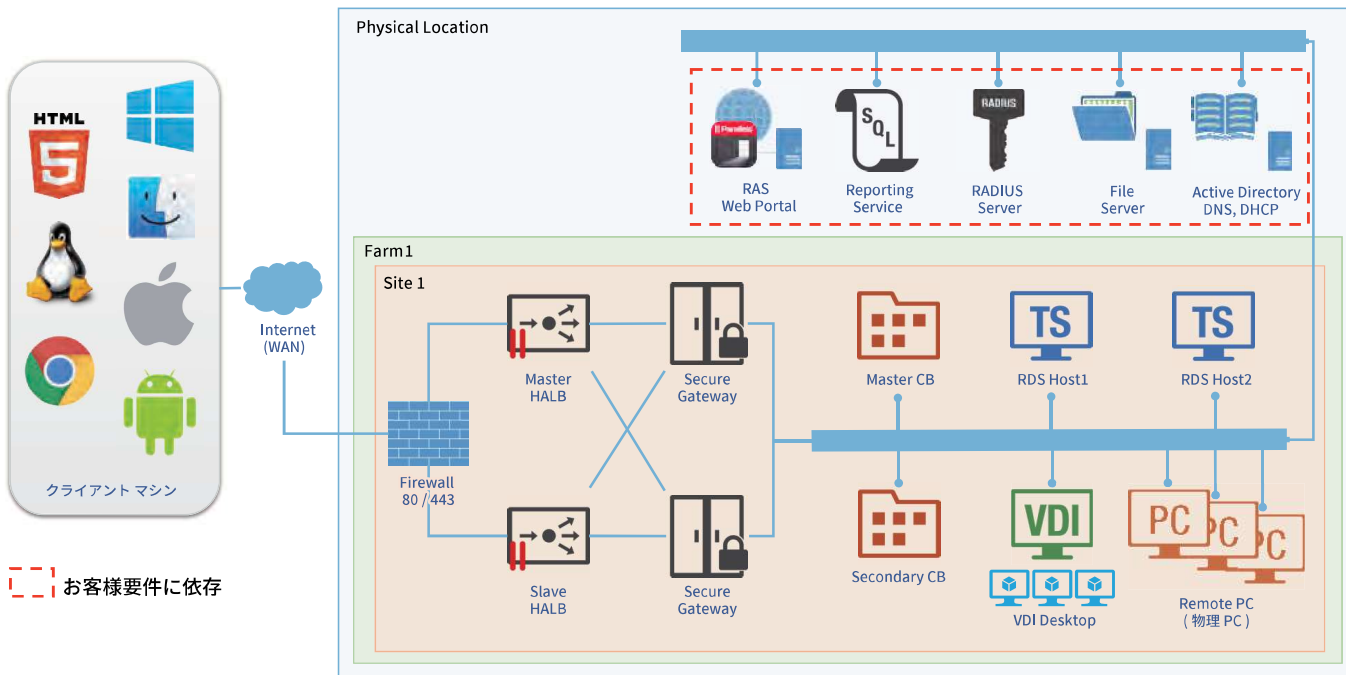 Physical Location
HTML
5
クライアント マシン
お客様要件に依存
Internet
(WAN)
Parallels
RAS
Web Portal
SQL
Reporting
Service
RADIUS
RADIUS
Server
File
Server
Active Directory
DNS, DHCP
Farm1
Site 1
Firewall
80 / 443
Master
HALB
Secure
Gateway
Slave
HALB
Secure
Gateway
Master CB
TS
RDS Host1
TS
RDS Host2
Secondary CB
VDI
VDI Desktop
PC
PC
PC
Remote PC
( 物理 PC )